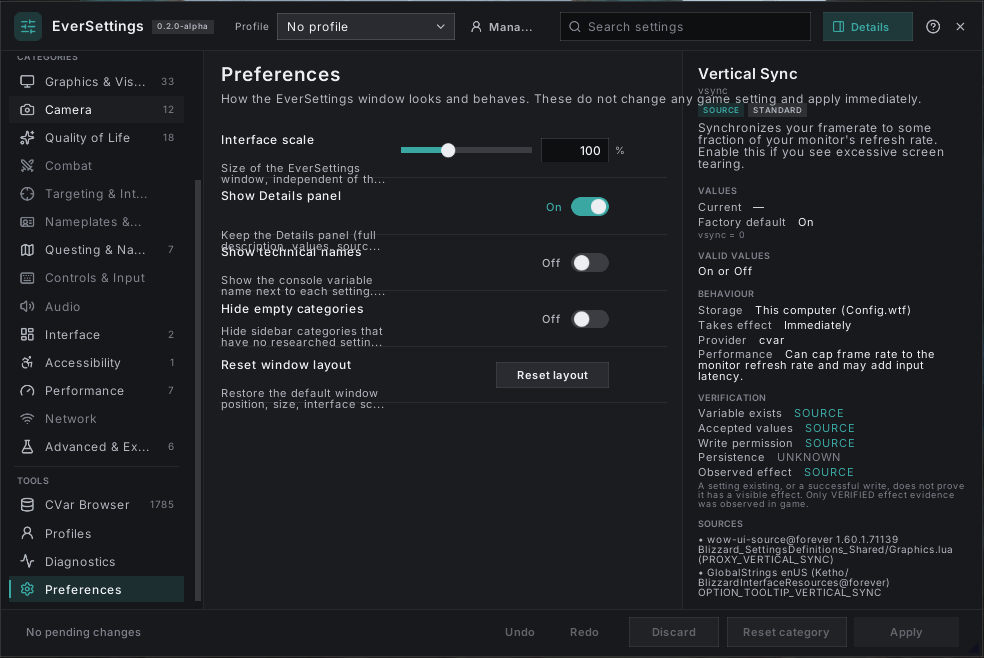 EverSettings
0.2.0-alpha
Profile
No profile
Mana...
Search settings
Details
CATEGORIES
Graphics & Vis... 33
Camera 12
Quality of Life 18
Combat
Targeting & Int...
Nameplates &...
Questing & Na... 7
Controls & Input
Audio
Interface 2
Accessibility 1
Performance 7
Network
Advanced & Ex... 6
TOOLS
CVar Browser 1785
Profiles
Diagnostics
Preferences
Preferences
How the EverSettings window looks and behaves. These do not change any game setting and apply immediately.
Interface scale
100 %
Size of the EverSettings
window, independent of th...
Show Details panel
On
Keep the Details panel (full
description, values, sourc...
Show technical names
Off
Show the console variable
name next to each setting....
Hide empty categories
Off
Hide sidebar categories that
have no researched settin...
Reset window layout
Reset layout
Restore the default window
position, size, interface sc...
Vertical Sync
vsync
SOURCE STANDARD
Synchronizes your framerate to some
fraction of your monitor's refresh rate.
Enable this if you see excessive screen
tearing.
VALUES
Current —
Factory default On
vsync = 0
VALID VALUES
On or Off
BEHAVIOUR
Storage This computer (Config.wtf)
Takes effect Immediately
Provider cvar
Performance Can cap frame rate to the
monitor refresh rate and may add input
latency.
VERIFICATION
Variable exists SOURCE
Accepted values SOURCE
Write permission SOURCE
Persistence UNKNOWN
Observed effect SOURCE
A setting existing, or a successful write, does not prove
it has a visible effect. Only VERIFIED effect evidence
was observed in game.
SOURCES
• wow-ui-source@forever 1.60.1.71139
Blizzard_SettingsDefinitions_Shared/Graphics.lua
(PROXY_VERTICAL_SYNC)
• GlobalStrings enUS (Ketho/
BlizzardInterfaceResources@forever)
OPTION_TOOLTIP_VERTICAL_SYNC
No pending changes
Undo
Redo
Discard
Reset category
Apply